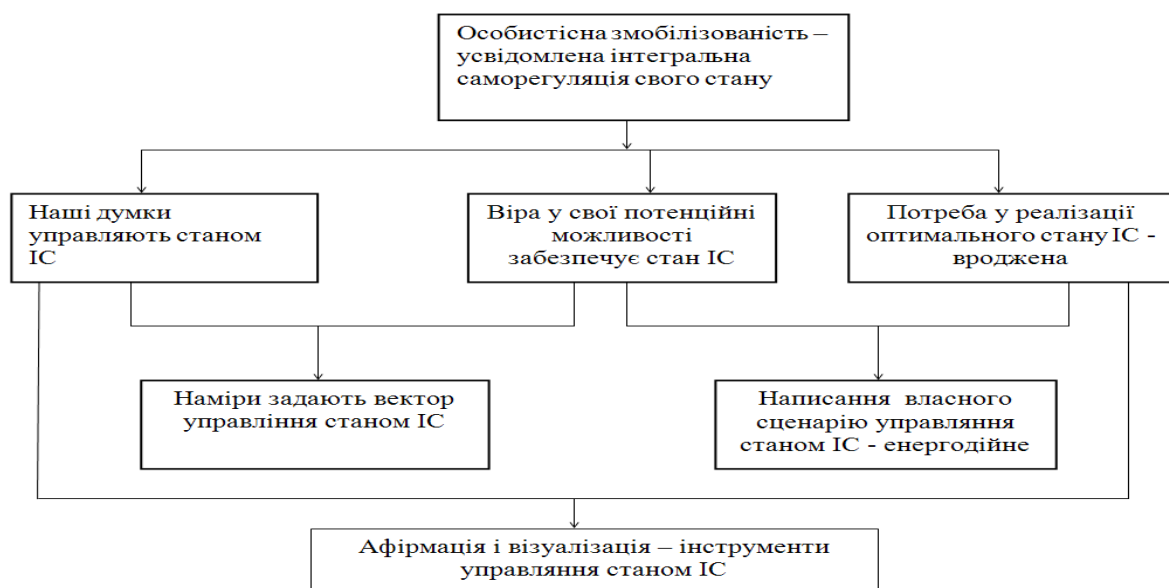 Особистісна змобілізованість –
усвідомлена інтегральна
саморегуляція свого стану
Наші думки
управляють станом
ІС
Віра у свої потенційні
можливості
забезпечує стан ІС
Потреба у реалізації
оптимального стану ІС -
вроджена
Наміри задають вектор
управління станом ІС
Написання власного
сценарію управляння
станом ІС - енергодійне
Афірмація і візуалізація – інструменти
управляння станом ІС